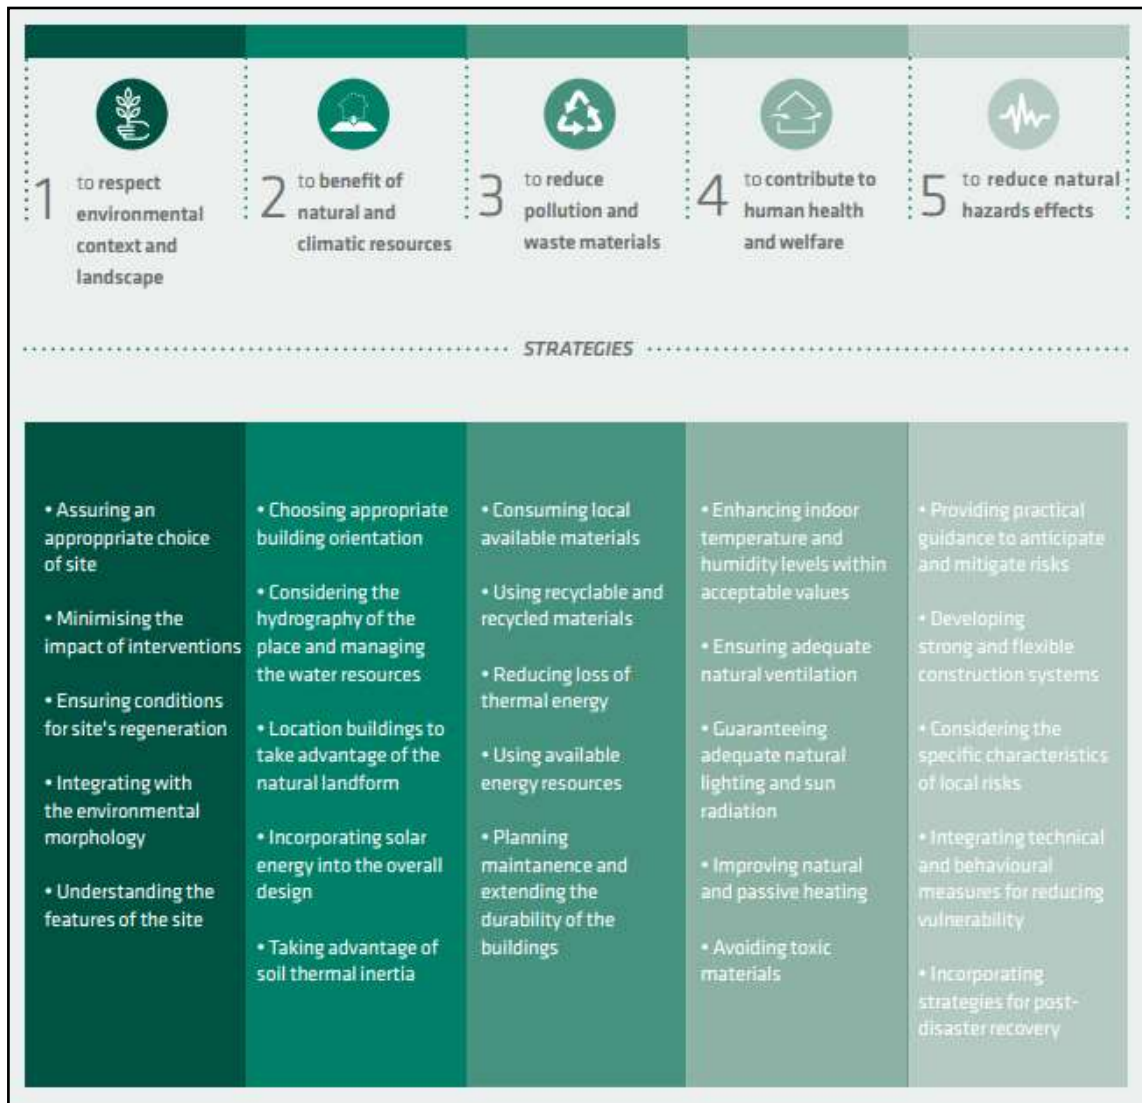 1 to respect
environmental
context and
landscape
2 to benefit of
natural and
climatic resources
3 to reduce
pollution and
waste materials
4 to contribute to
human health
and welfare
5 to reduce natural
hazards effects
STRATEGIES
• Assuring an
approppriate choice
of site
• Minimising the
impact of interventions
• Ensuring conditions
for site's regeneration
• Integrating with
the environmental
morphology
• Understanding the
features of the site
• Choosing appropriate
building orientation
• Considering the
hydrography of the
place and managing
the water resources
• Location buildings to
take advantage of the
natural landform
• Incorporating solar
energy into the overall
design
• Taking advantage of
soil thermal inertia
• Consuming local
available materials
• Using recyclable and
recycled materials
• Reducing loss of
thermal energy
• Using available
energy resources
• Planning
maintanence and
extending the
durability of the
buildings
• Enhancing indoor
temperature and
humidity levels within
acceptable values
• Ensuring adequate
natural ventilation
• Guaranteeing
adequate natural
lighting and sun
radiation
• Improving natural
and passive heating
• Avoiding toxic
materials
• Providing practical
guidance to anticipate
and mitigate risks
• Developing
strong and flexible
construction systems
• Considering the
specific characteristics
of local risks
• Integrating technical
and behavioural
measures for reducing
vulnerability
• Incorporating
strategies for post-
disaster recovery